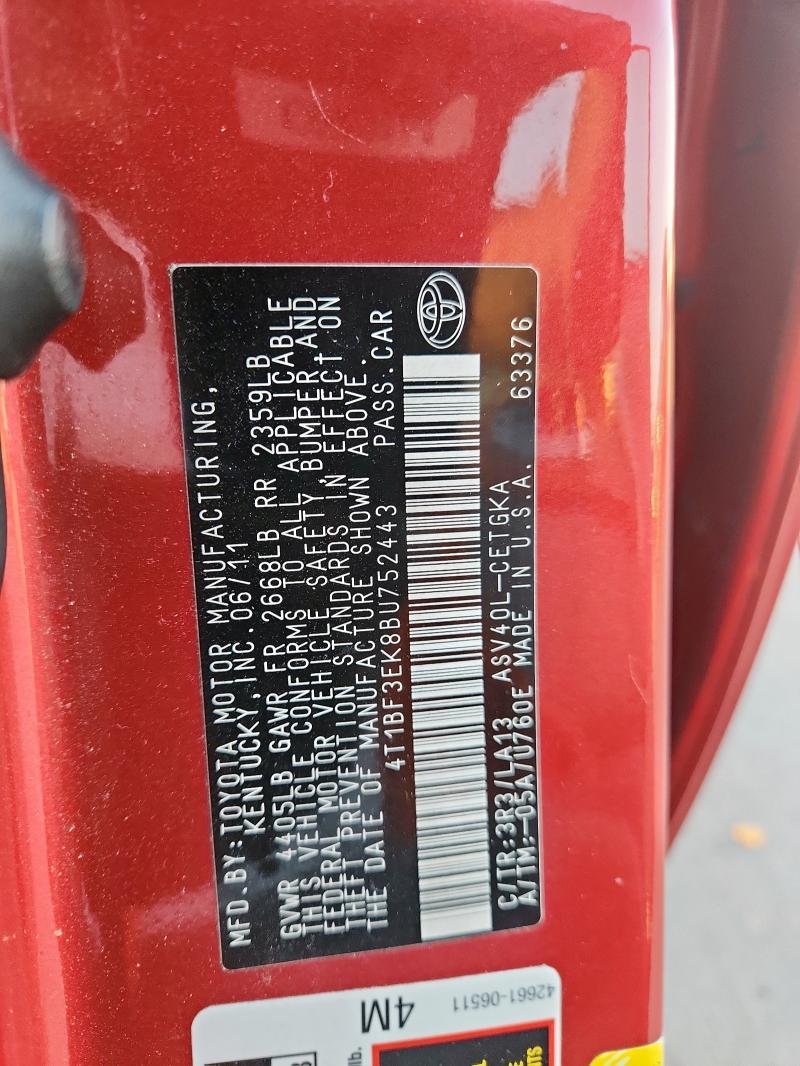 MFD.BY:TOYOTA MOTOR MANUFACTURING,
KENTUCKY,INC.06/11
GVWR 4405LB GAWR FR 2668LB RR 2359LB
THIS VEHICLE CONFORMS TO ALL APPLICABLE
FEDERAL MOTOR VEHICLE SAFETY, BUMPER, AND
THEFT PREVENTION STANDARDS IN EFFECT ON
THE DATE OF MANUFACTURE SHOWN ABOVE.
4T1BF3EK8BU752443 PASS.CAR
C/TR:3R3/LA13 ASV40L-CETGKA
A/TM:-05A/U760E MADE IN U.S.A. 63376
4M
42661-06511
lb.